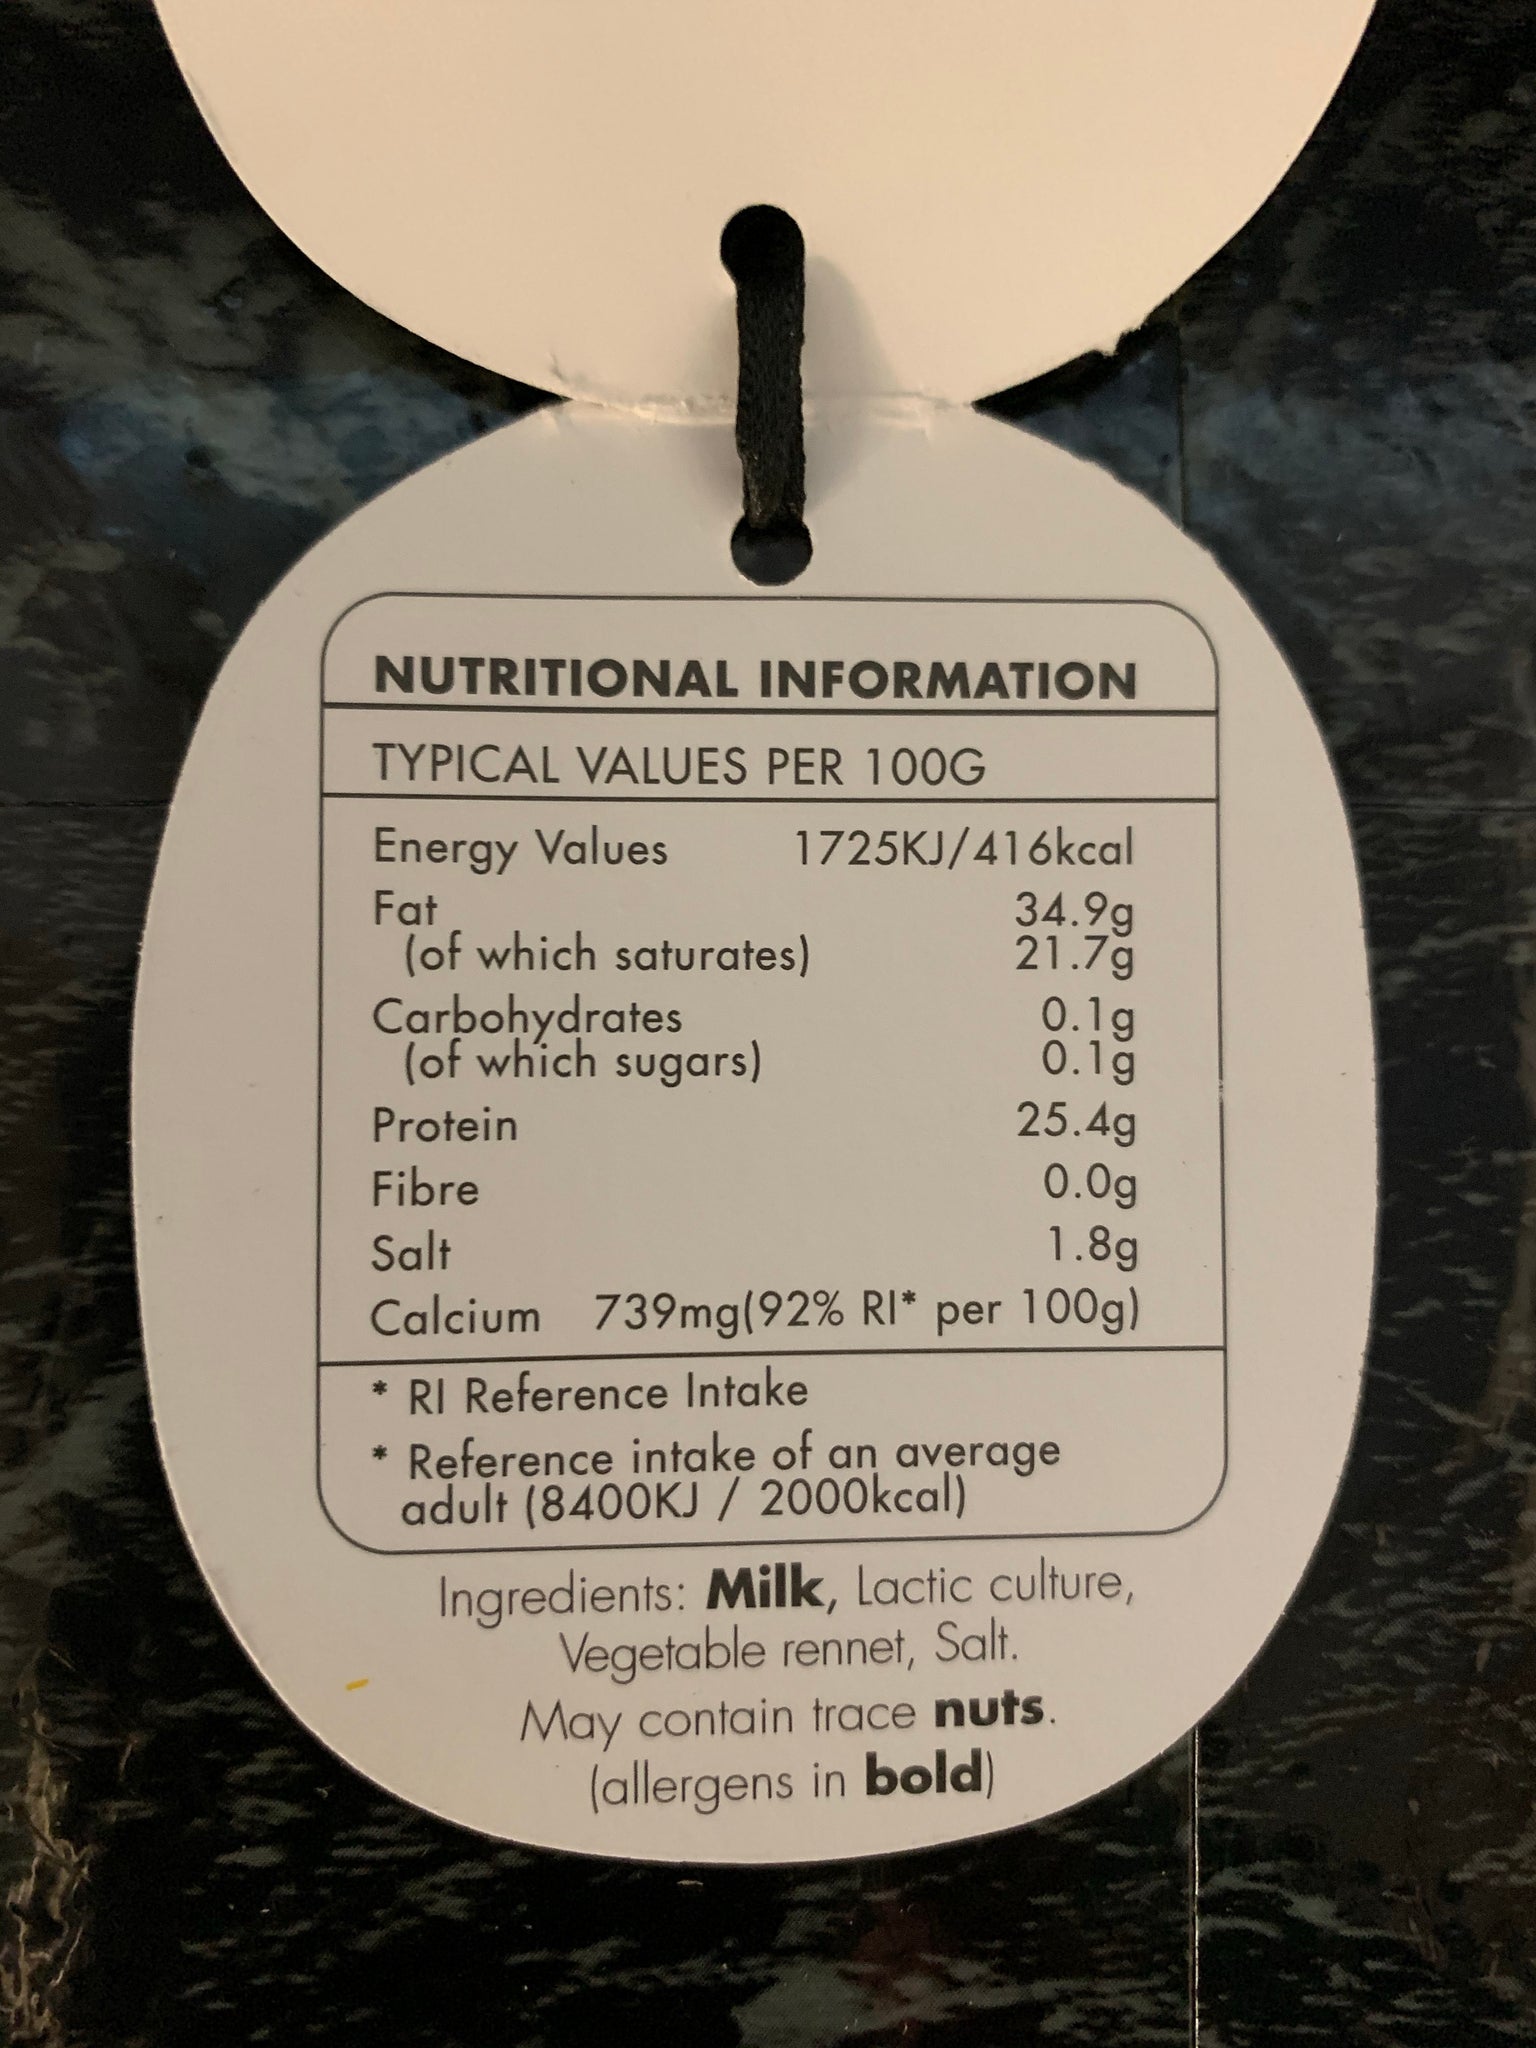 NUTRITIONAL INFORMATION
TYPICAL VALUES PER 100G
Energy Values 1725KJ/416kcal
Fat 34.9g
(of which saturates) 21.7g
Carbohydrates 0.1g
(of which sugars) 0.1g
Protein 25.4g
Fibre 0.0g
Salt 1.8g
Calcium 739mg(92% RI* per 100g)
* RI Reference Intake
* Reference intake of an average
adult (8400KJ / 2000kcal)
Ingredients: Milk, Lactic culture,
Vegetable rennet, Salt.
May contain trace nuts.
(allergens in bold)